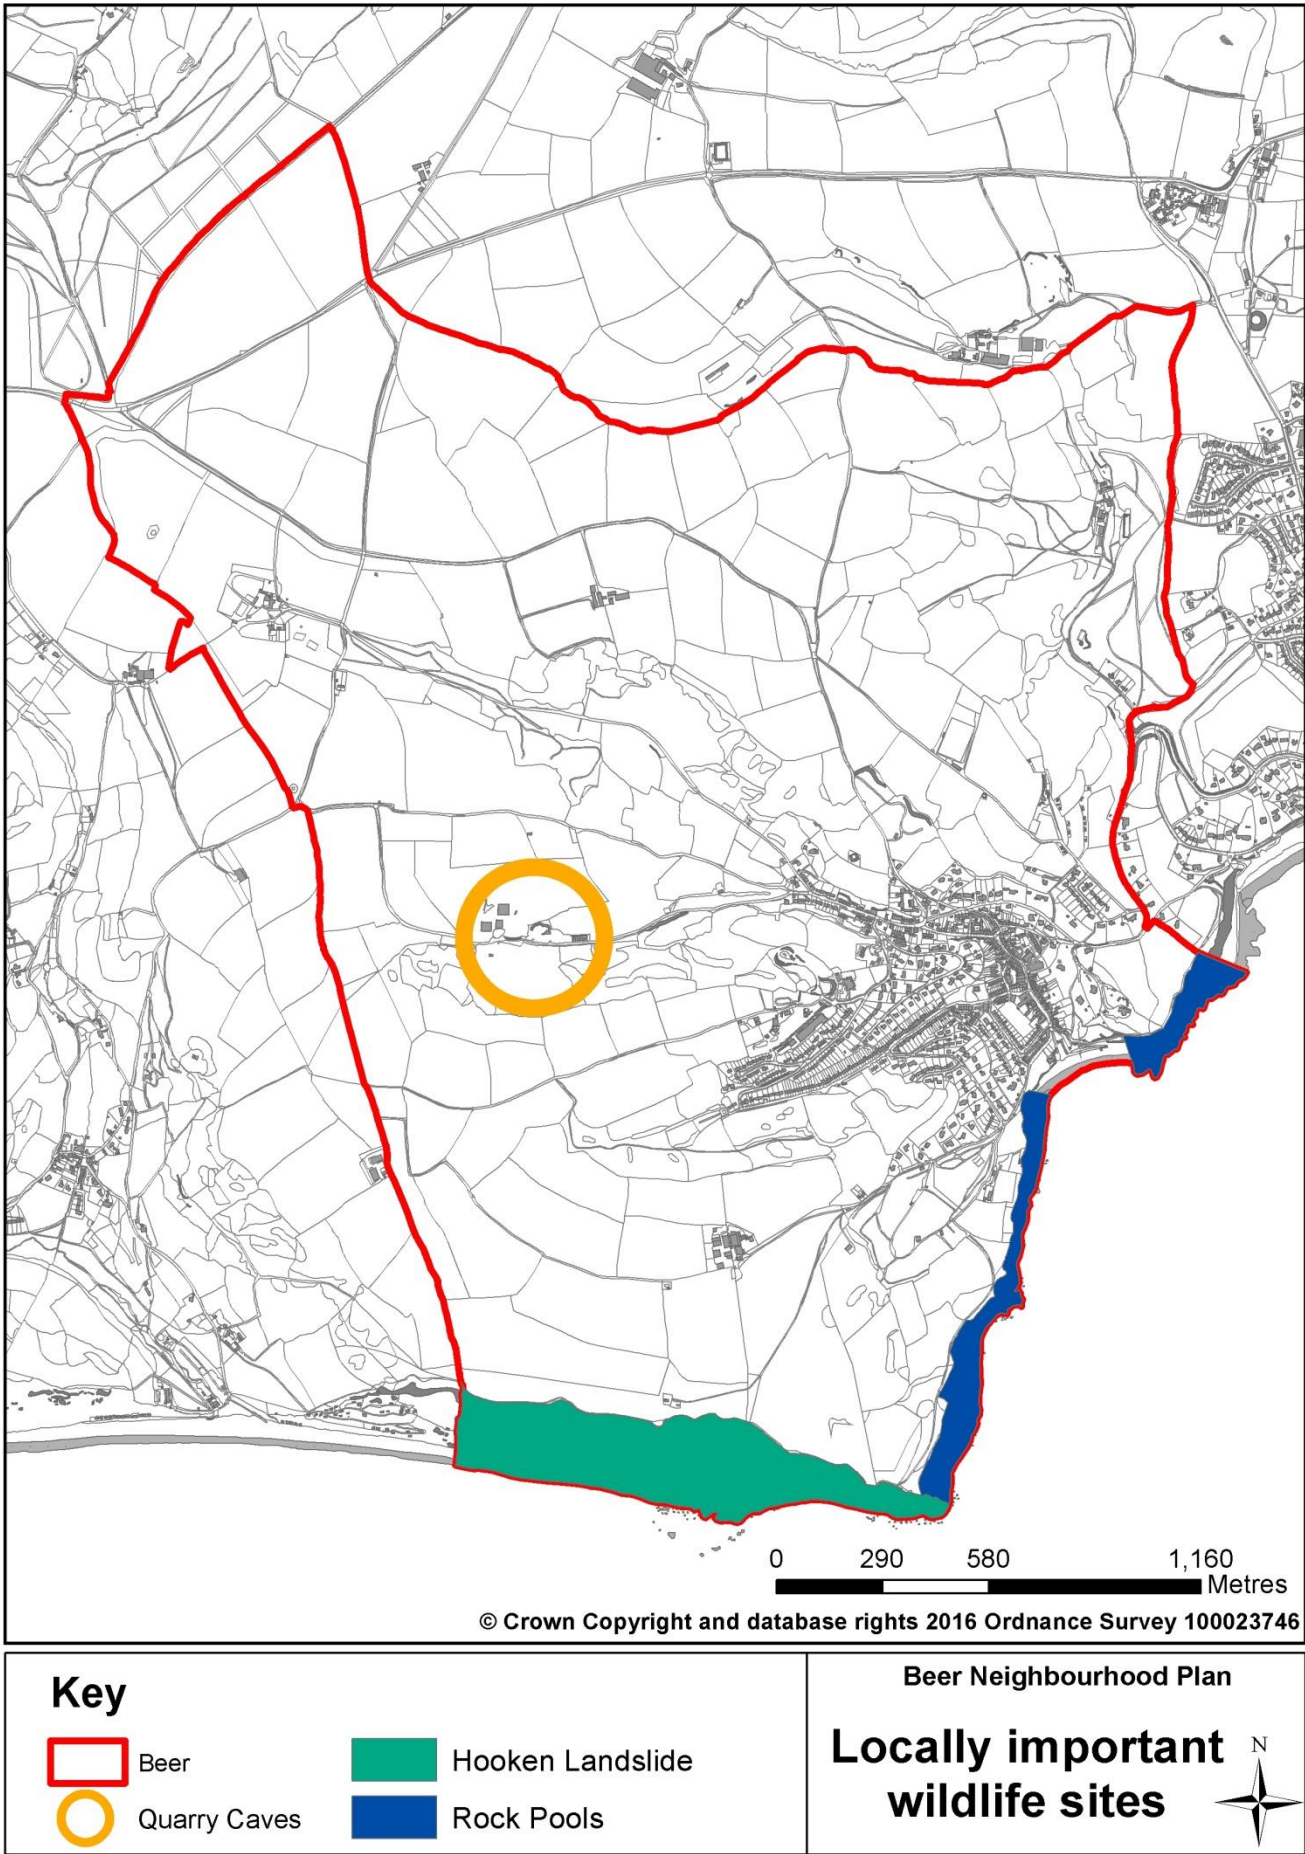 0 290 580 1,160
Metres
© Crown Copyright and database rights 2016 Ordnance Survey 100023746
Key
Beer
Quarry Caves
Hooken Landslide
Rock Pools
Beer Neighbourhood Plan
Locally important
wildlife sites
N